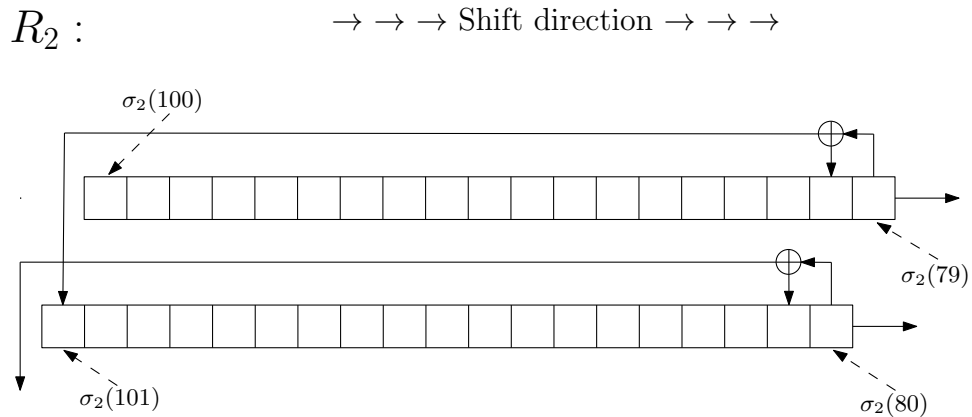 R₂ : → → → Shift direction → → →
σ₂(100)
σ₂(79)
σ₂(101)
σ₂(80)